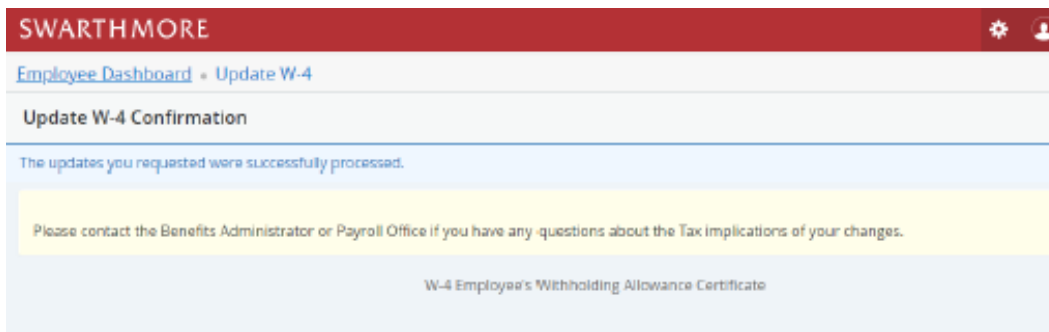 SWARTHMORE
Employee Dashboard • Update W-4
Update W-4 Confirmation
The updates you requested were successfully processed.
Please contact the Benefits Administrator or Payroll Office if you have any questions about the Tax implications of your changes.
W-4 Employee's Withholding Allowance Certificate